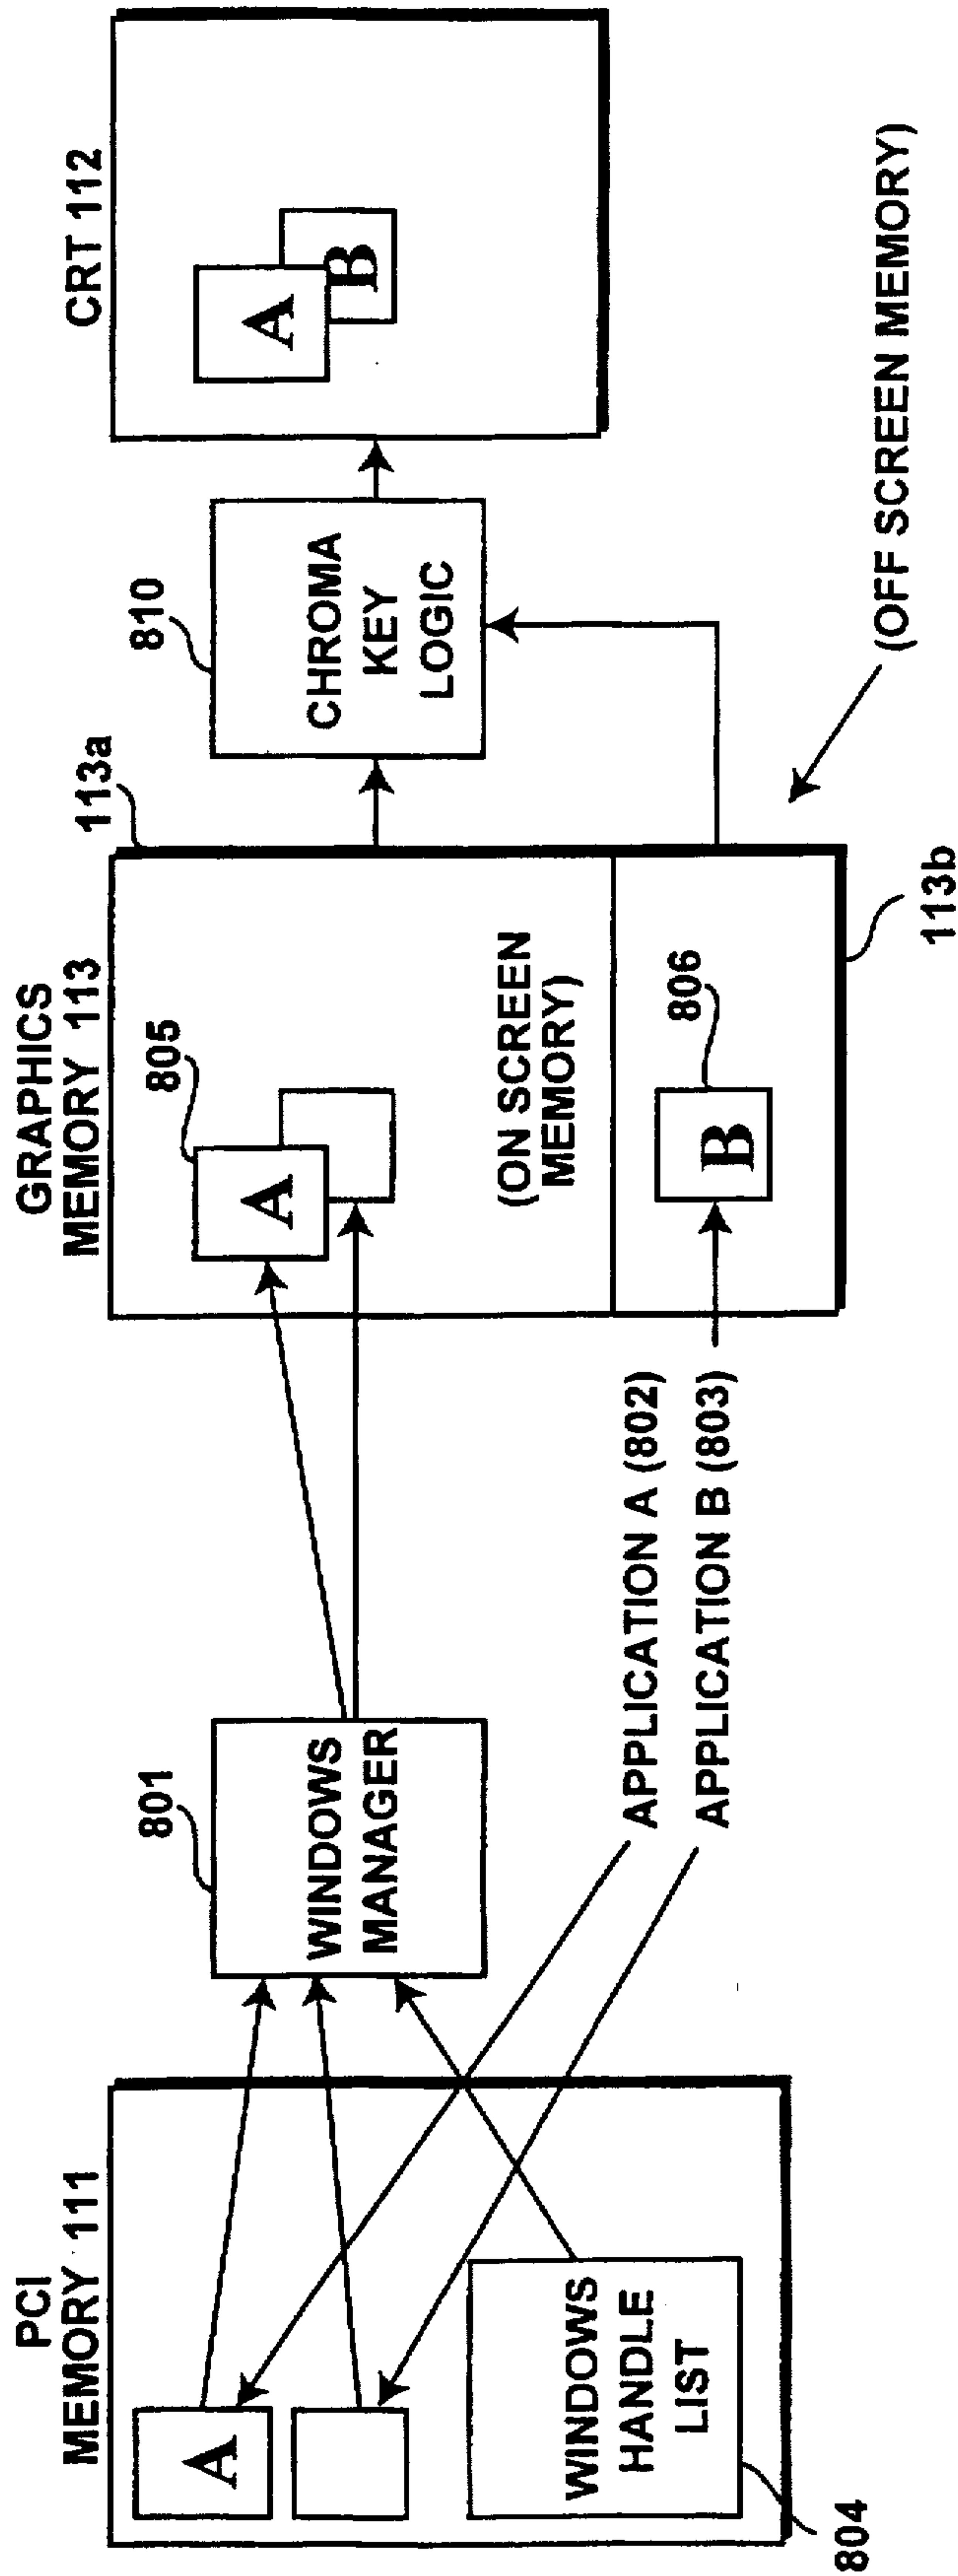 PCI
MEMORY 111
A
WINDOWS
HANDLE
LIST
804
801
WINDOWS
MANAGER
APPLICATION A (802)
APPLICATION B (803)
GRAPHICS
MEMORY 113
113a
805
A
(ON SCREEN
MEMORY)
806
B
113b
(OFF SCREEN MEMORY)
810
CHROMA
KEY
LOGIC
CRT 112
A
B